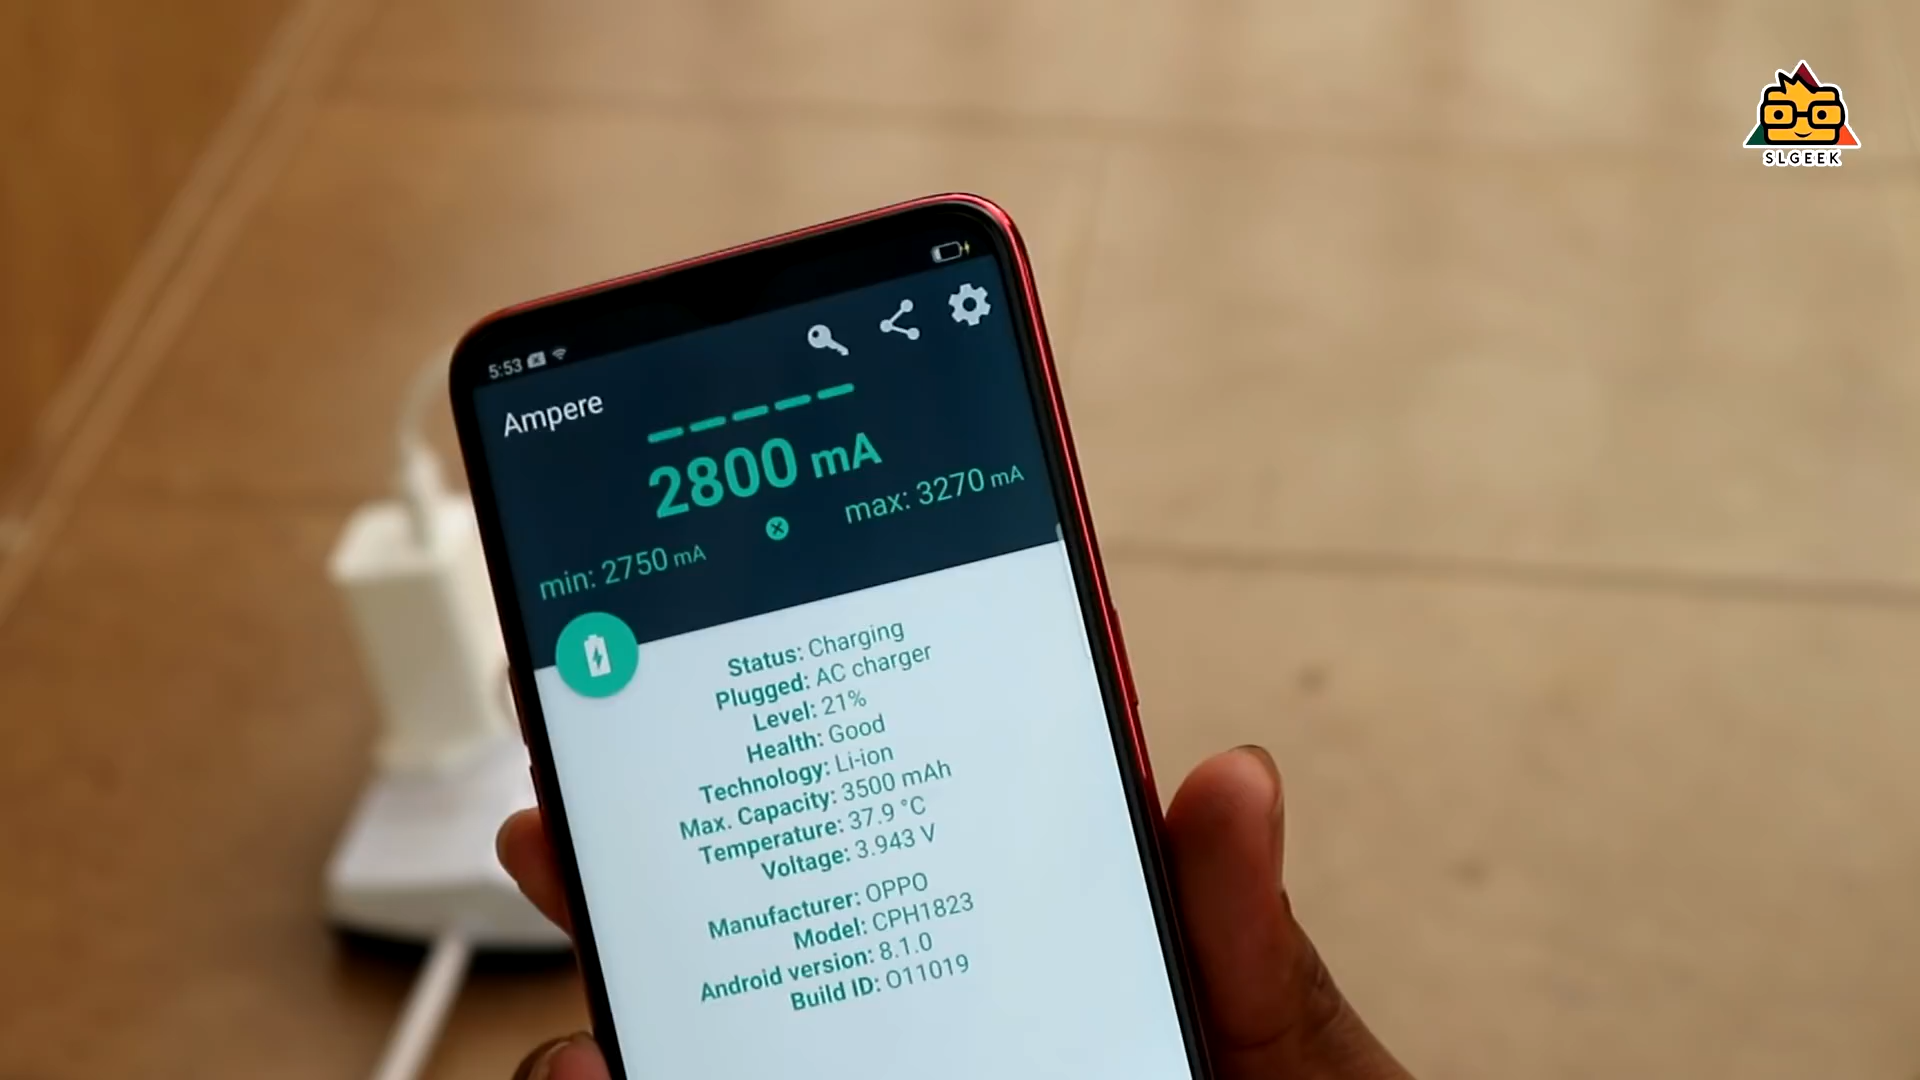 SLGEEK
5:53
Ampere
2800 mA
min: 2750 mA
max: 3270 mA
Status: Charging
Plugged: AC charger
Level: 21%
Health: Good
Technology: Li-ion
Max. Capacity: 3500 mAh
Temperature: 37.9 °C
Voltage: 3.943 V
Manufacturer: OPPO
Model: CPH1823
Android version: 8.1.0
Build ID: O11019